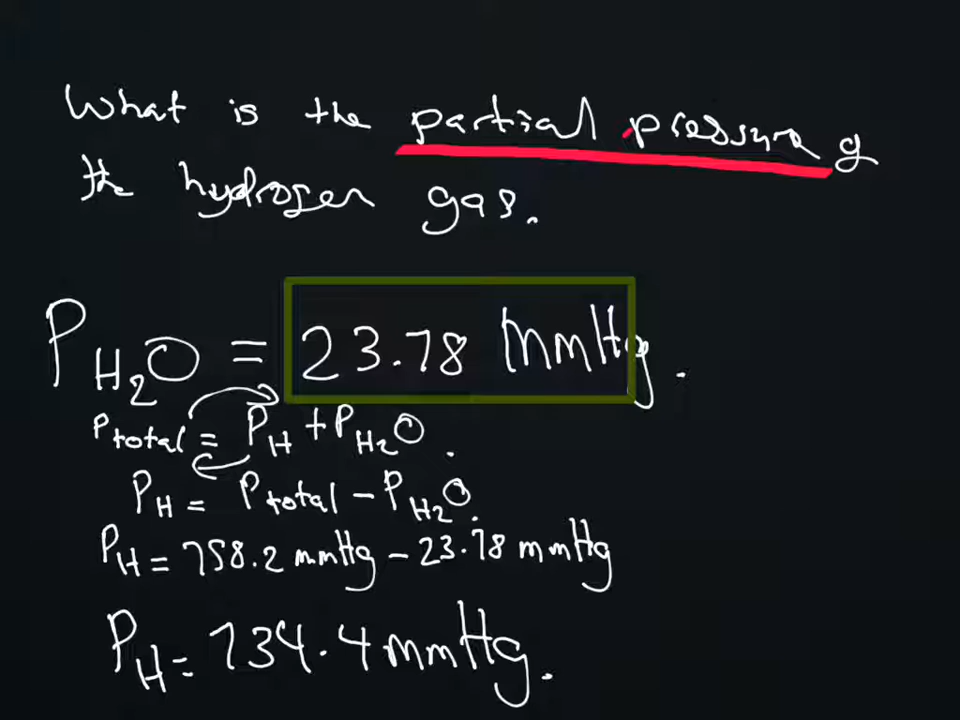 What is the partial pressure of
the hydrogen gas.
PH₂O = 23.78 mmHg.
Ptotal = PH + PH₂O.
PH = Ptotal - PH₂O.
PH = 758.2 mmHg - 23.78 mmHg
PH = 734.4 mmHg.